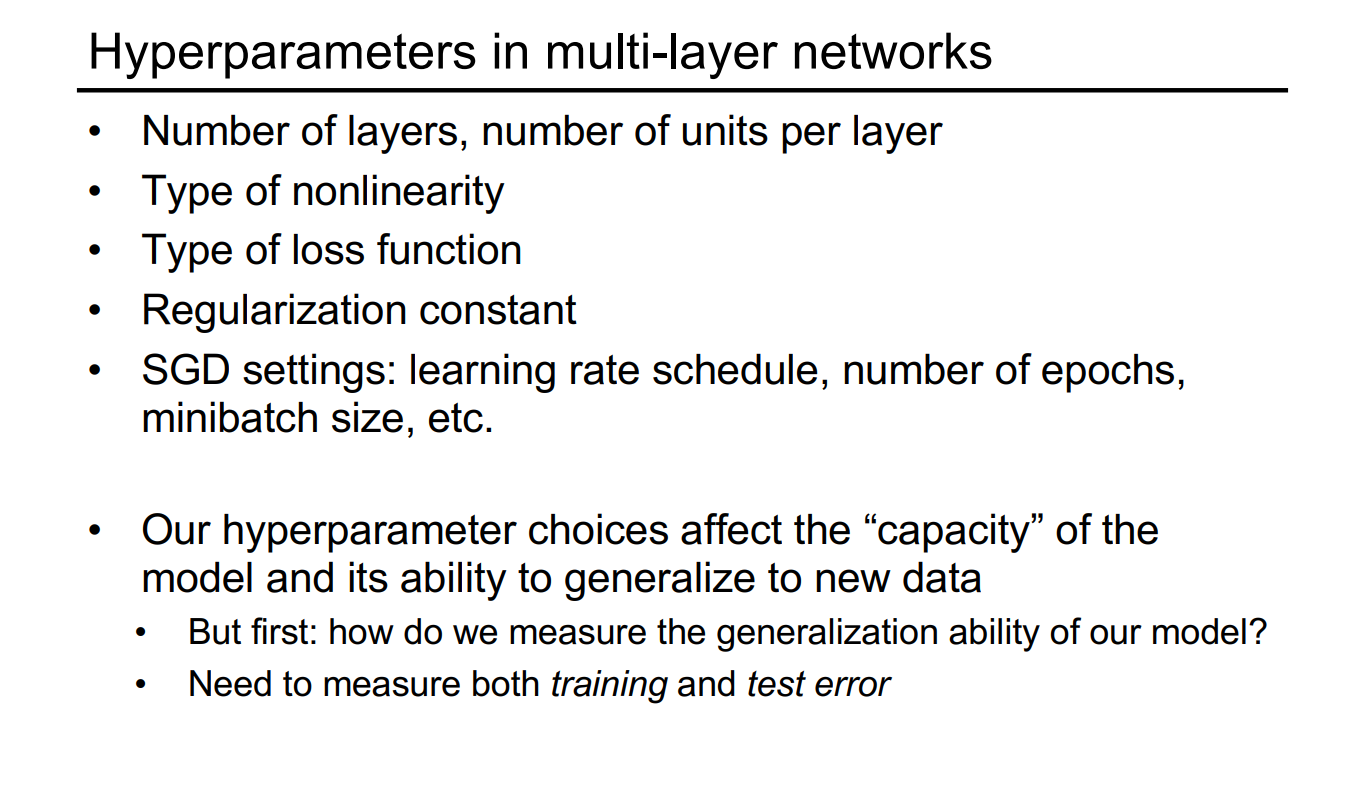 Hyperparameters in multi-layer networks
• Number of layers, number of units per layer
• Type of nonlinearity
• Type of loss function
• Regularization constant
• SGD settings: learning rate schedule, number of epochs,
minibatch size, etc.
• Our hyperparameter choices affect the “capacity” of the
model and its ability to generalize to new data
• But first: how do we measure the generalization ability of our model?
• Need to measure both training and test error